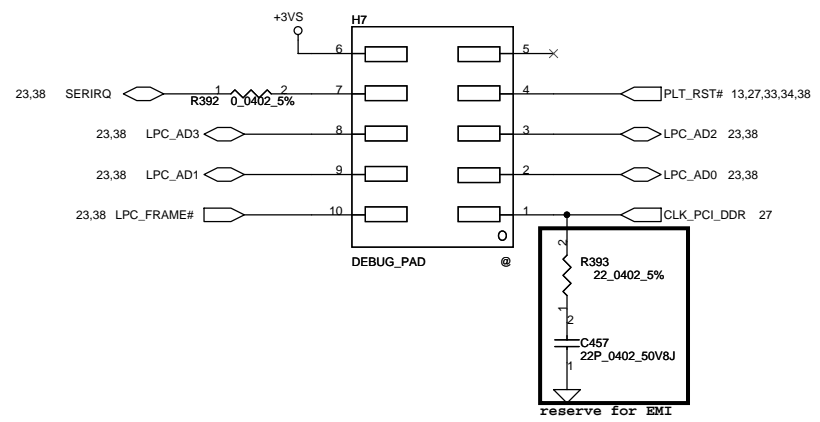 +3VS
H7
6
5
23,38 SERIRQ
1
2
7
4
PLT_RST# 13,27,33,34,38
R392 0_0402_5%
23,38 LPC_AD3
8
3
LPC_AD2 23,38
23,38 LPC_AD1
9
2
LPC_AD0 23,38
23,38 LPC_FRAME#
10
1
CLK_PCI_DDR 27
DEBUG_PAD
@
2
R393
22_0402_5%
1
2
C457
22P_0402_50V8J
1
reserve for EMI